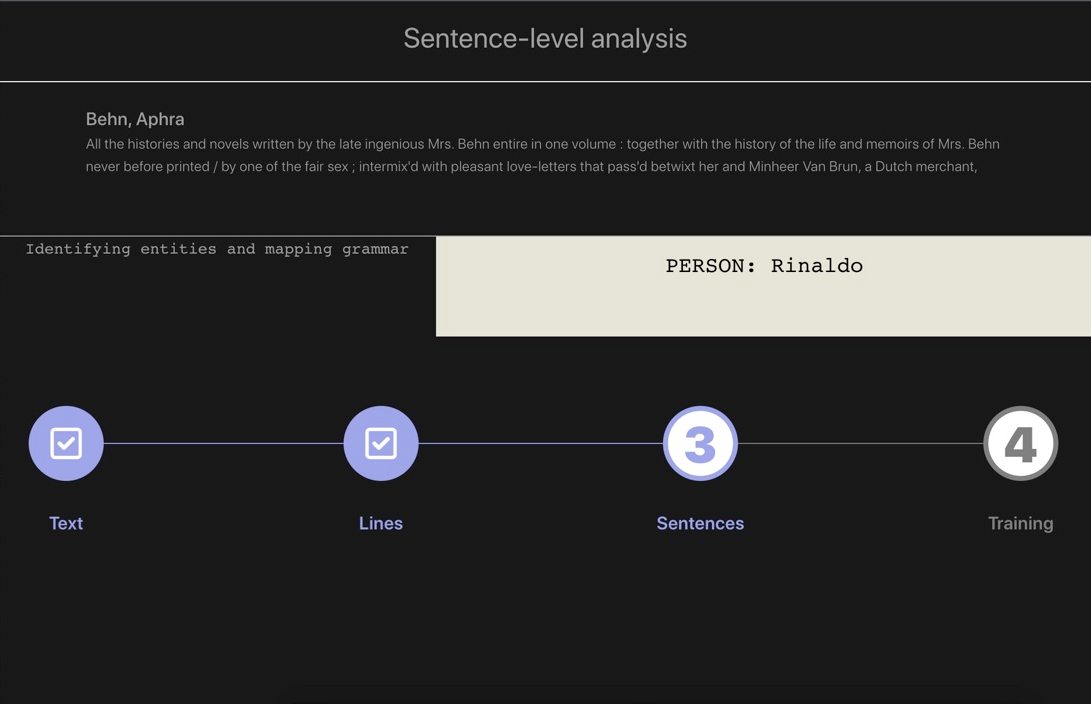 Sentence-level analysis
Behn, Aphra
All the histories and novels written by the late ingenious Mrs. Behn entire in one volume : together with the history of the life and memoirs of Mrs. Behn
never before printed / by one of the fair sex ; intermix'd with pleasant love-letters that pass'd betwixt her and Minheer Van Brun, a Dutch merchant,
Identifying entities and mapping grammar
PERSON: Rinaldo
3
4
Text
Lines
Sentences
Training